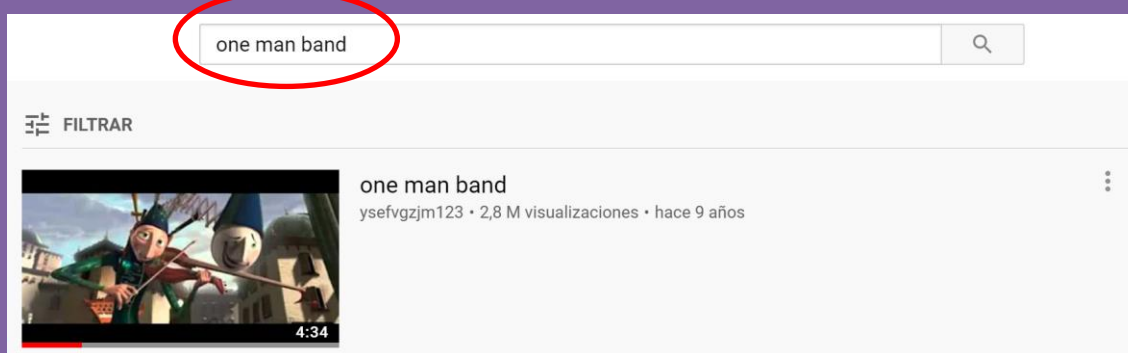 one man band
FILTRAR
one man band
ysefvgzjm123 • 2,8 M visualizaciones • hace 9 años
4:34